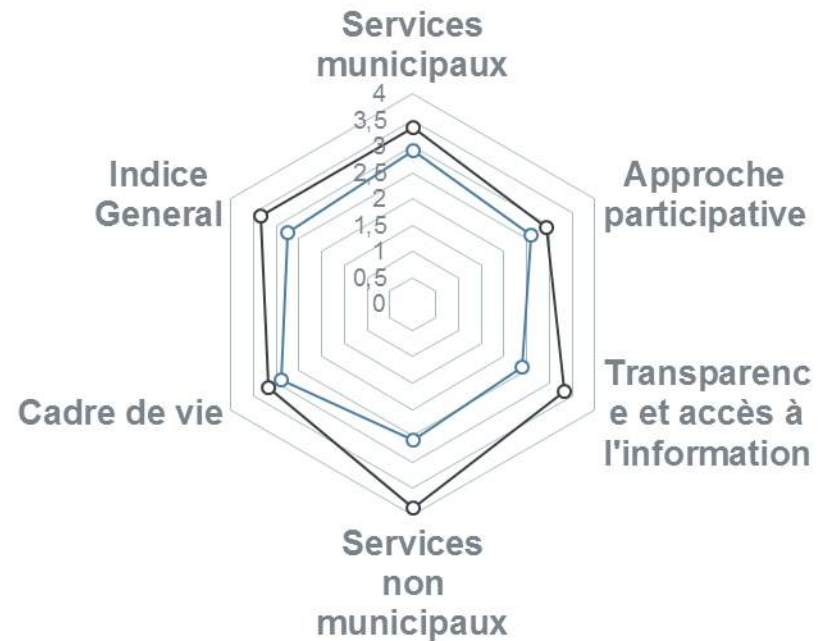 Services
municipaux
4
3,5
3
2,5
2
1,5
1
0,5
0
Indice
General
Approche
participative
Cadre de vie
Transparenc
e et accès à
l'information
Services
non
municipaux